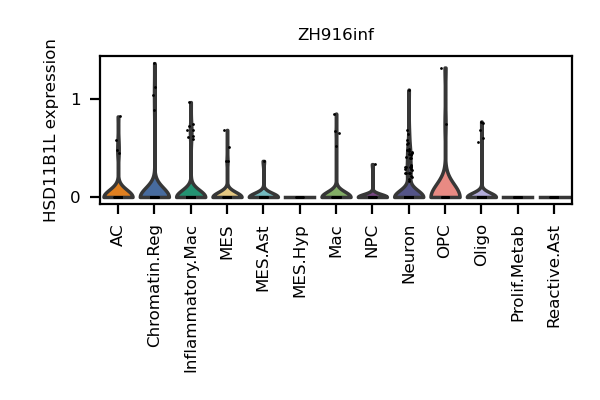 ZH916inf
HSD11B1L expression
1
0
AC
Chromatin.Reg
Inflammatory.Mac
MES
MES.Ast
MES.Hyp
Mac
NPC
Neuron
OPC
Oligo
Prolif.Metab
Reactive.Ast